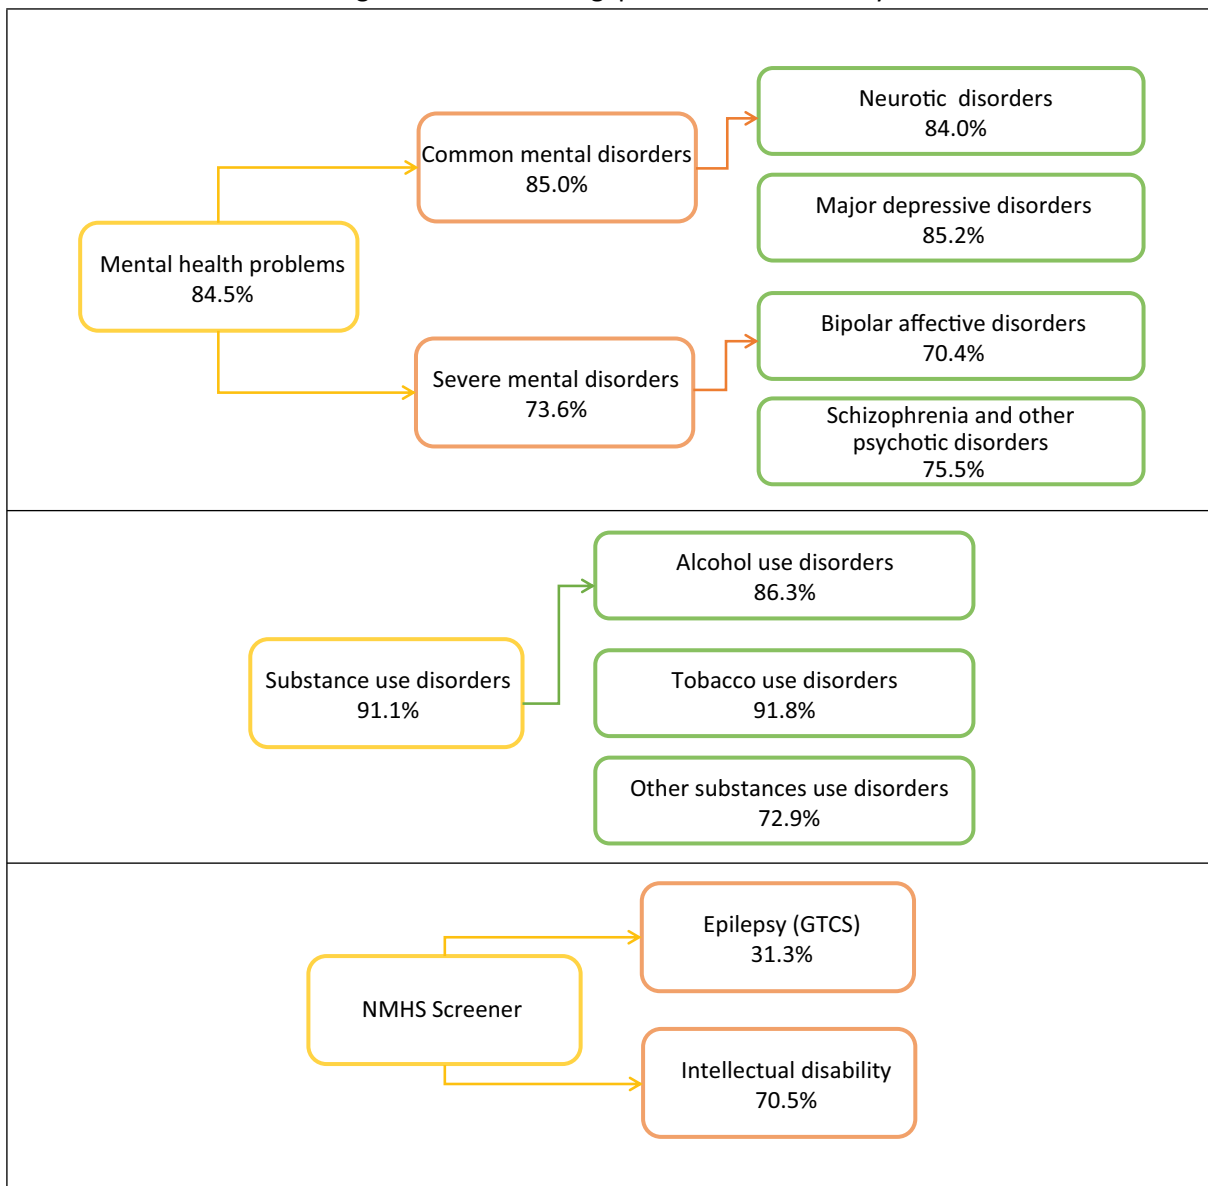 Neurotic disorders
84.0%
Common mental disorders
85.0%
Major depressive disorders
85.2%
Mental health problems
84.5%
Bipolar affective disorders
70.4%
Severe mental disorders
73.6%
Schizophrenia and other
psychotic disorders
75.5%
Alcohol use disorders
86.3%
Substance use disorders
91.1%
Tobacco use disorders
91.8%
Other substances use disorders
72.9%
Epilepsy (GTCS)
31.3%
NMHS Screener
Intellectual disability
70.5%